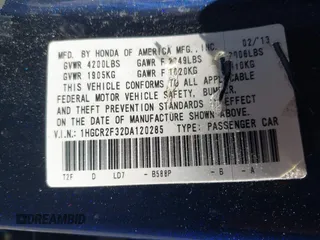 MFD. BY HONDA OF AMERICA MFG., INC. 02/13
GVWR 4200LBS GAWR F
GVWR 1905KG GAWR F
THIS VEHICLE CONFORMS TO ALL APPLICABLE
FEDERAL MOTOR VEHICLE SAFETY, BUMPER,
AND THEFT PREVENTION STANDARDS IN EFFECT
ON THE DATE OF MANUFACTURE SHOWN ABOVE.
V.I.N.: 1HGCR2F32DA120285 TYPE: PASSENGER CAR
T2F D LD7 - B588P - B - A
DREAMBID